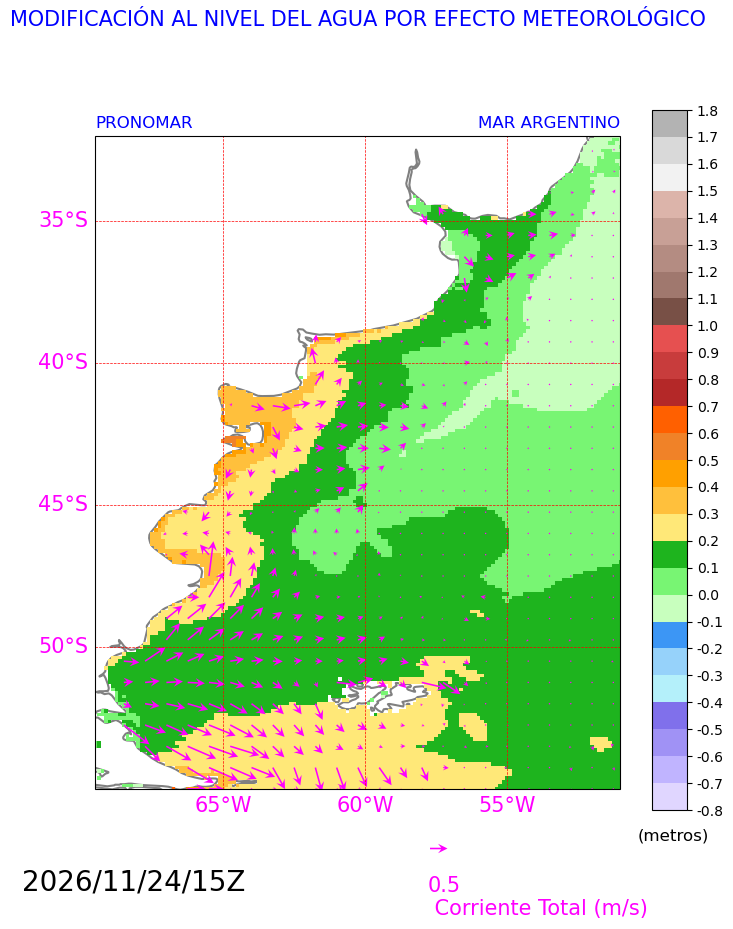 MODIFICACIÓN AL NIVEL DEL AGUA POR EFECTO METEOROLÓGICO
PRONOMAR MAR ARGENTINO
35°S
40°S
45°S
50°S
65°W 60°W 55°W
1.8
1.7
1.6
1.5
1.4
1.3
1.2
1.1
1.0
0.9
0.8
0.7
0.6
0.5
0.4
0.3
0.2
0.1
0.0
-0.1
-0.2
-0.3
-0.4
-0.5
-0.6
-0.7
-0.8
(metros)
2026/11/24/15Z
0.5
Corriente Total (m/s)